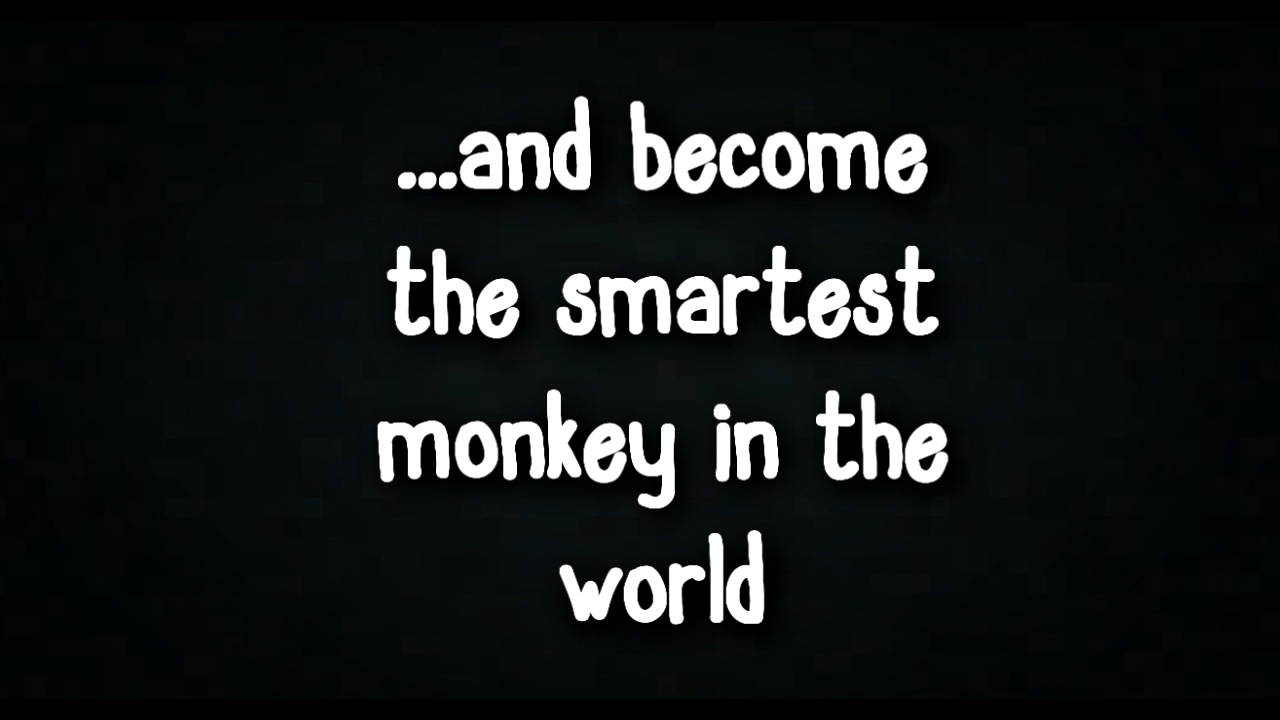 ...and become
the smartest
monkey in the
world